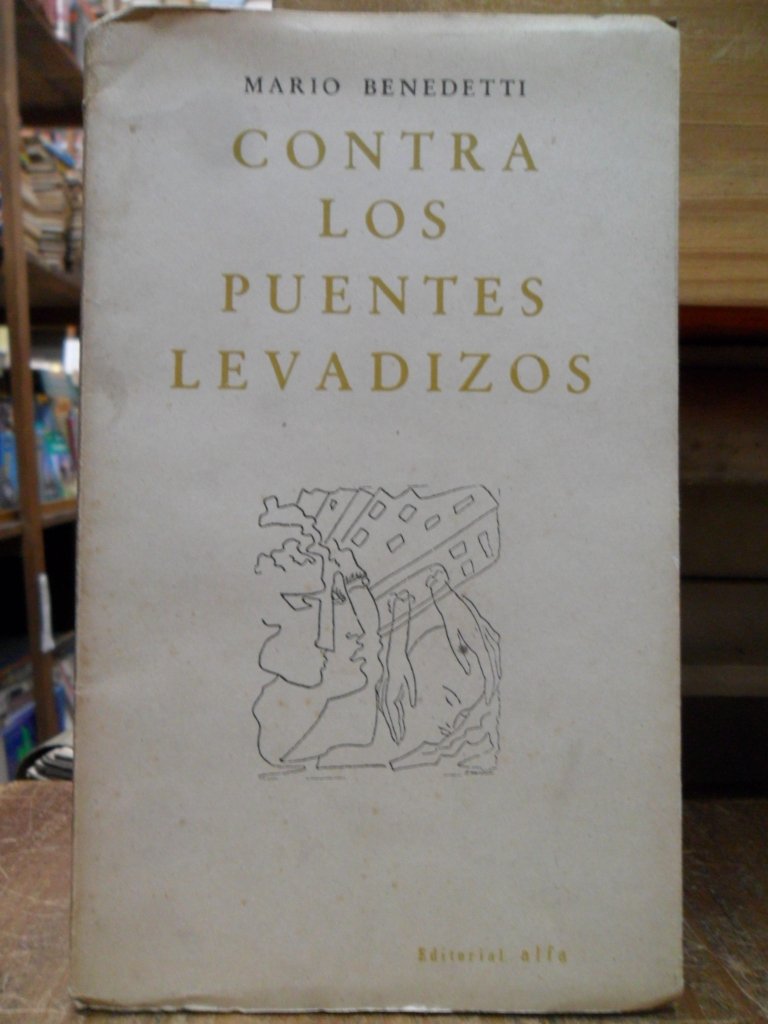 MARIO BENEDETTI
CONTRA
LOS
PUENTES
LEVADIZOS
Editorial alfa